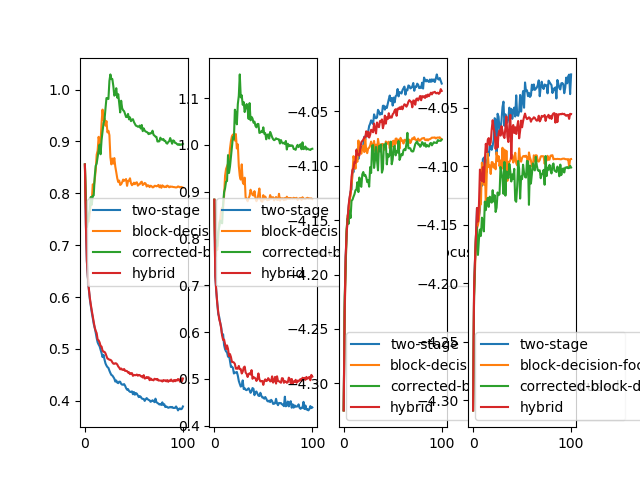 1.0
0.9
0.8
0.7
0.6
0.5
0.4
0
100
two-stage
block-decis
corrected-b
hybrid
1.1
1.0
0.9
0.8
0.7
0.6
0.5
0.4
0
100
two-stage
block-decis
hybrid
ocus
−4.05
−4.10
−4.15
−4.20
−4.25
−4.30
0
100
two-stage
block-decis
corrected-b
hybrid
−4.05
−4.10
−4.15
−4.20
−4.25
−4.30
0
100
two-stage
block-decision-foc
corrected-block-d
hybrid